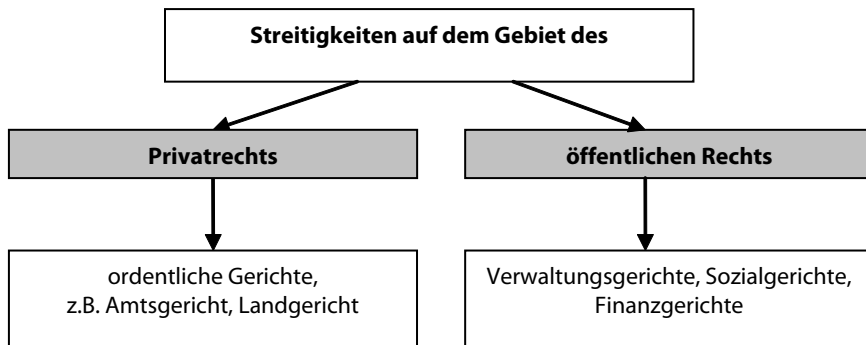 Streitigkeiten auf dem Gebiet des
Privatrechts
öffentlichen Rechts
ordentliche Gerichte,
z.B. Amtsgericht, Landgericht
Verwaltungsgerichte, Sozialgerichte,
Finanzgerichte